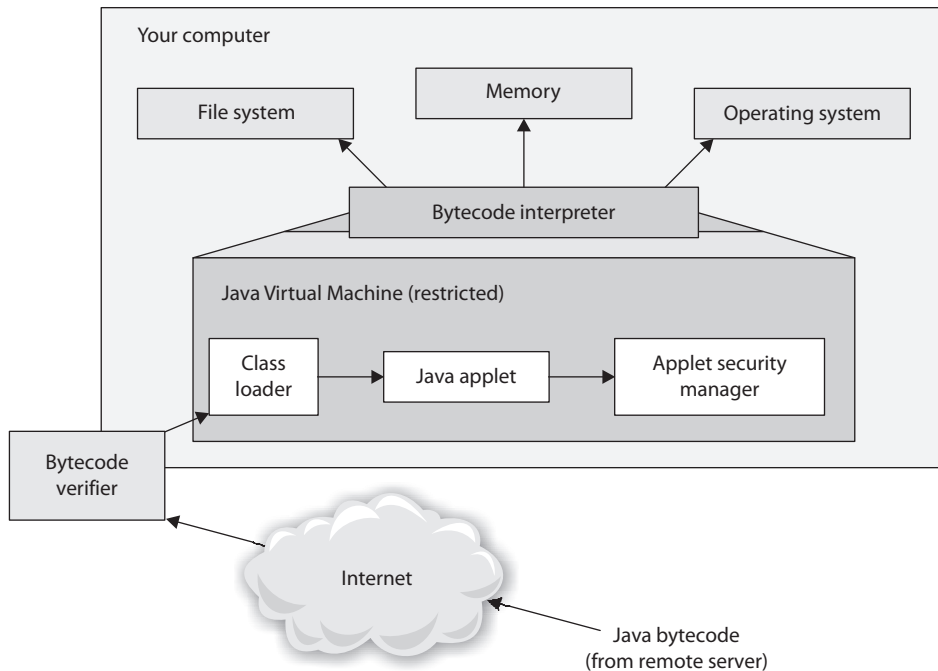 Your computer
Memory
File system
Operating system
Bytecode interpreter
Java Virtual Machine (restricted)
Class
loader
Java applet
Applet security
manager
Bytecode
verifier
Internet
Java bytecode
(from remote server)